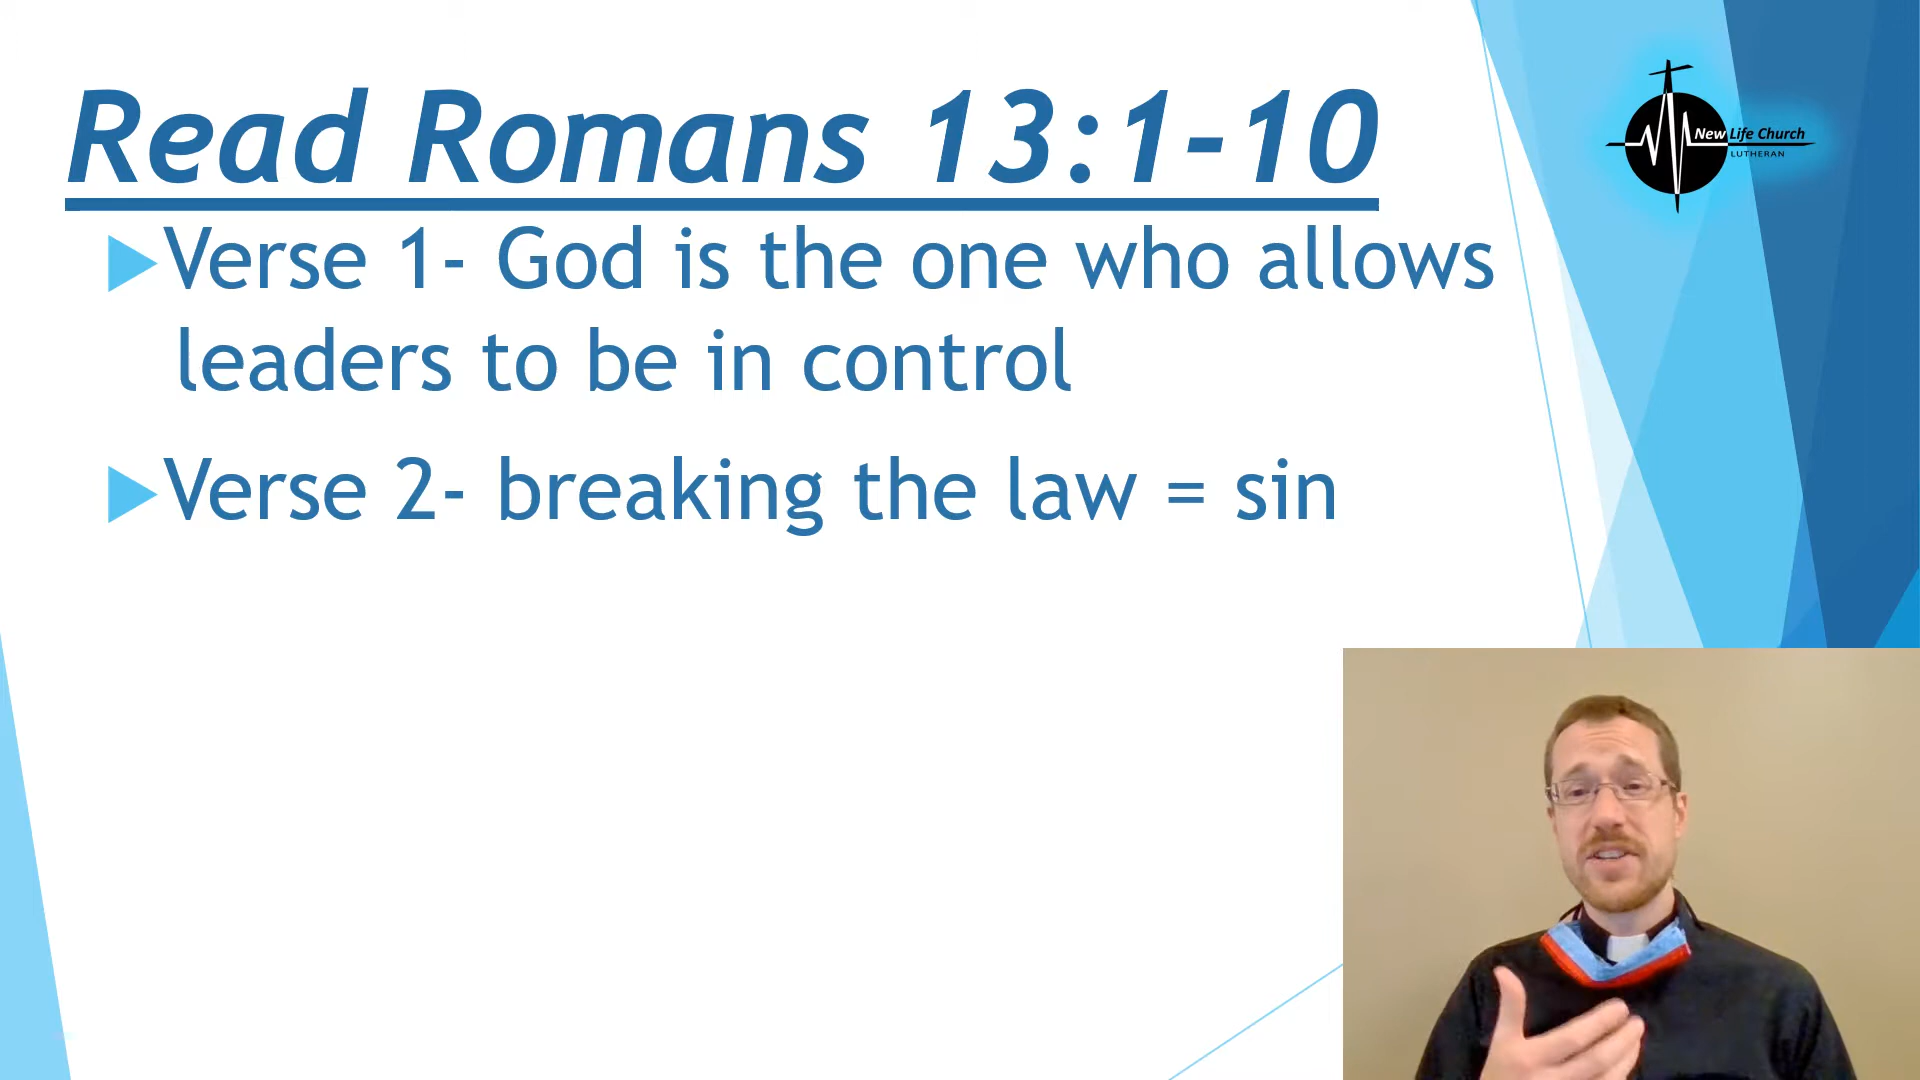 Read Romans 13:1-10
Verse 1- God is the one who allows
leaders to be in control
Verse 2- breaking the law = sin
New Life Church
LUTHERAN